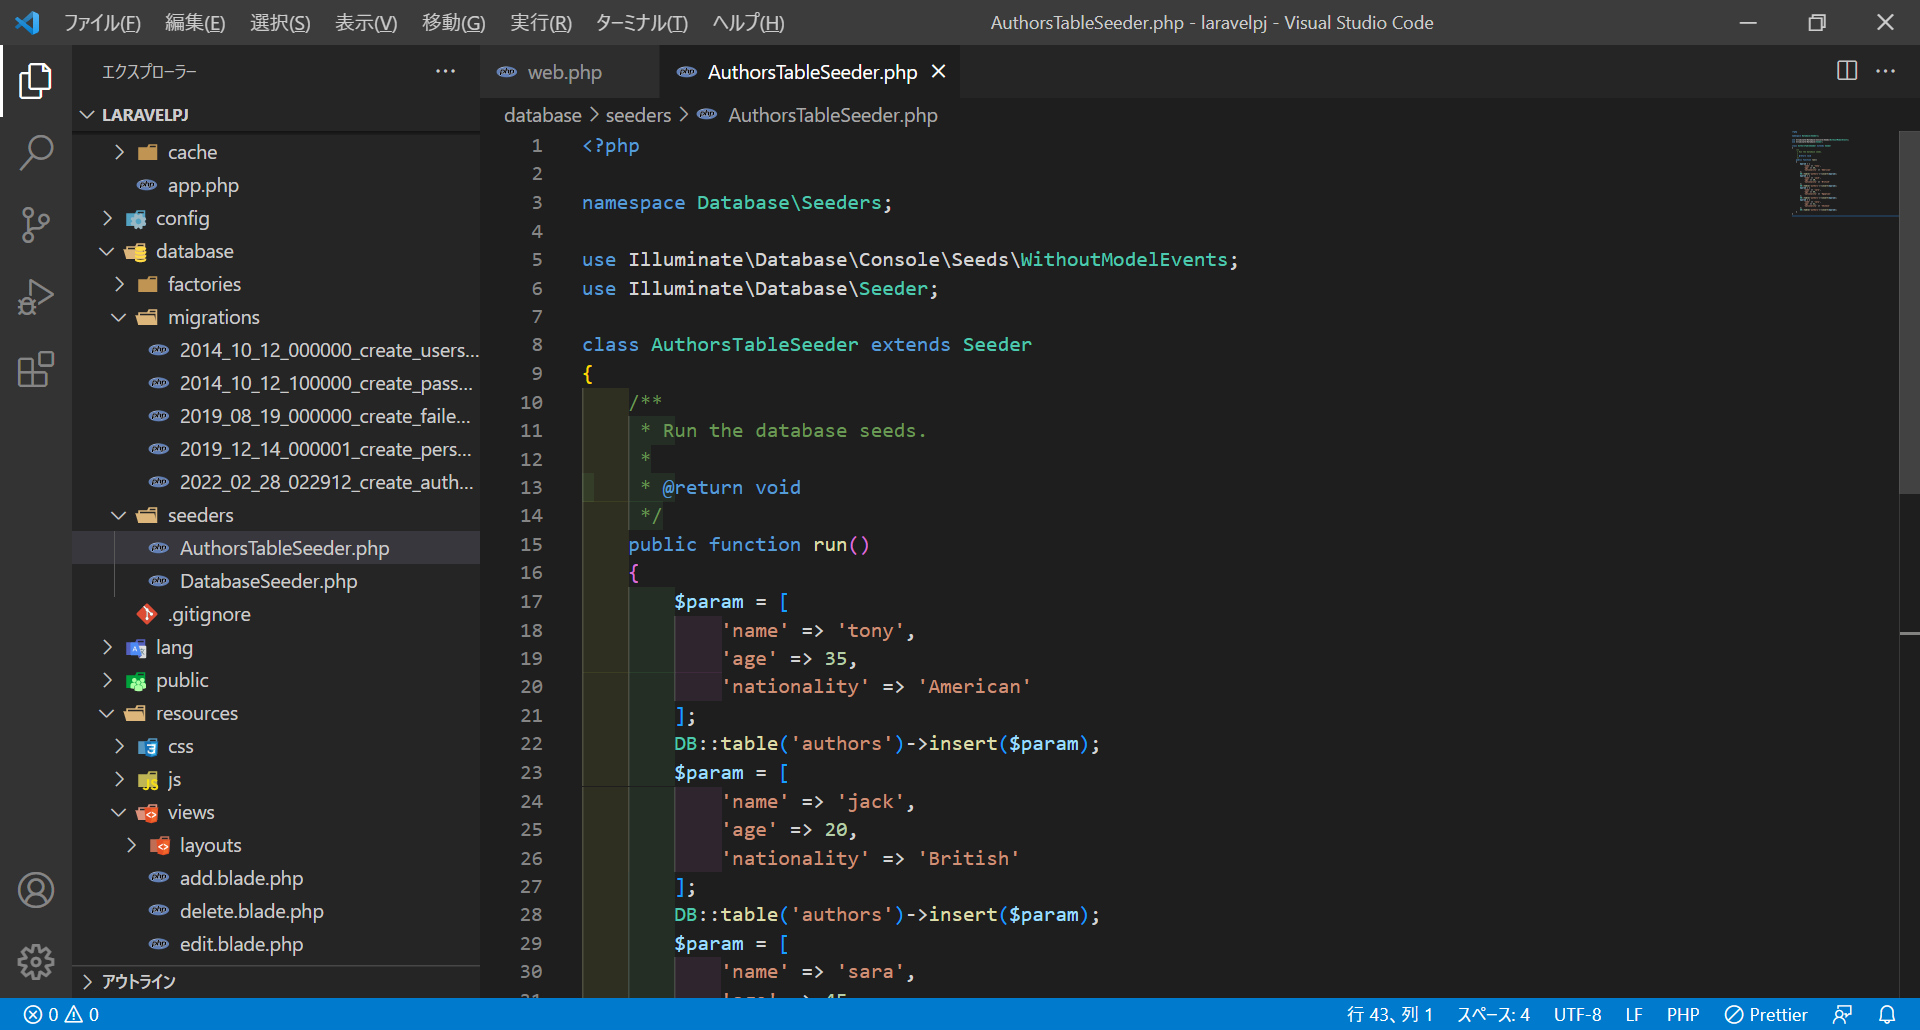 ファイル(F) 編集(E) 選択(S) 表示(V) 移動(G) 実行(R) ターミナル(T) ヘルプ(H) AuthorsTableSeeder.php - laravelpj - Visual Studio Code
エクスプローラー
LARAVELPJ
cache
app.php
config
database
factories
migrations
2014_10_12_000000_create_users...
2014_10_12_100000_create_pass...
2019_08_19_000000_create_faile...
2019_12_14_000001_create_pers...
2022_02_28_022912_create_auth...
seeders
AuthorsTableSeeder.php
DatabaseSeeder.php
.gitignore
lang
public
resources
css
js
views
layouts
add.blade.php
delete.blade.php
edit.blade.php
アウトライン
web.php AuthorsTableSeeder.php
database > seeders > AuthorsTableSeeder.php
1 <?php
2
3 namespace Database\Seeders;
4
5 use Illuminate\Database\Console\Seeds\WithoutModelEvents;
6 use Illuminate\Database\Seeder;
7
8 class AuthorsTableSeeder extends Seeder
9 {
10 /**
11 * Run the database seeds.
12 *
13 * @return void
14 */
15 public function run()
16 {
17 $param = [
18 'name' => 'tony',
19 'age' => 35,
20 'nationality' => 'American'
21 ];
22 DB::table('authors')->insert($param);
23 $param = [
24 'name' => 'jack',
25 'age' => 20,
26 'nationality' => 'British'
27 ];
28 DB::table('authors')->insert($param);
29 $param = [
30 'name' => 'sara',
31 'age' => 45,
0 0 行 43、列 1 スペース: 4 UTF-8 LF PHP Prettier